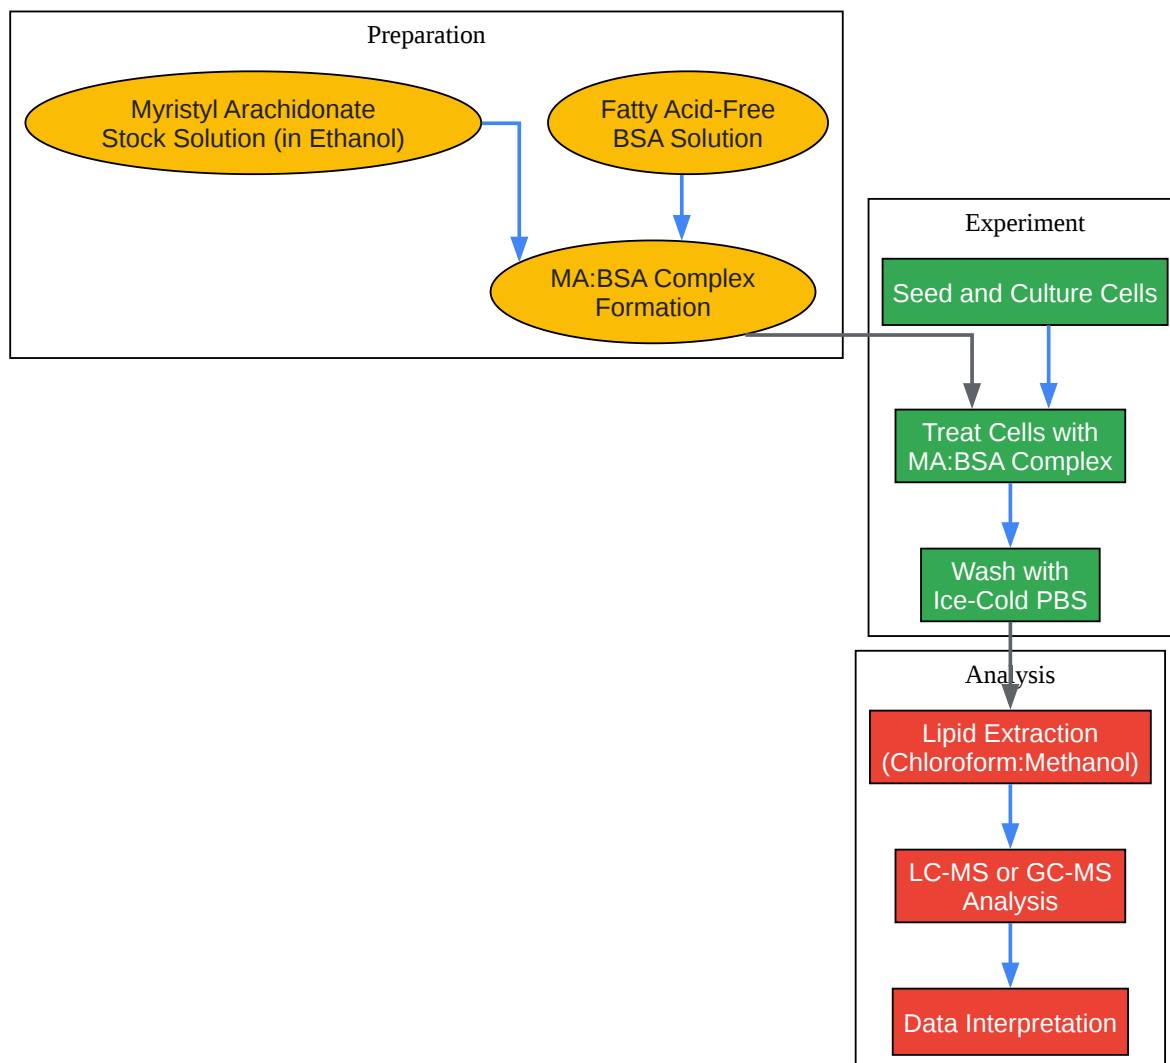 Preparation
Myristyl Arachidonate
Stock Solution (in Ethanol)
Fatty Acid-Free
BSA Solution
MA:BSA Complex
Formation
Experiment
Seed and Culture Cells
Treat Cells with
MA:BSA Complex
Wash with
Ice-Cold PBS
Analysis
Lipid Extraction
(Chloroform:Methanol)
LC-MS or GC-MS
Analysis
Data Interpretation